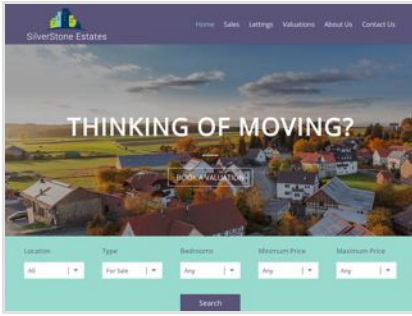 SilverStone Estates
Home Sales Lettings Valuations About Us Contact Us
THINKING OF MOVING?
BOOK A VALUATION
Location Type Bedrooms Minimum Price Maximum Price
All For Sale Any Any Any
Search